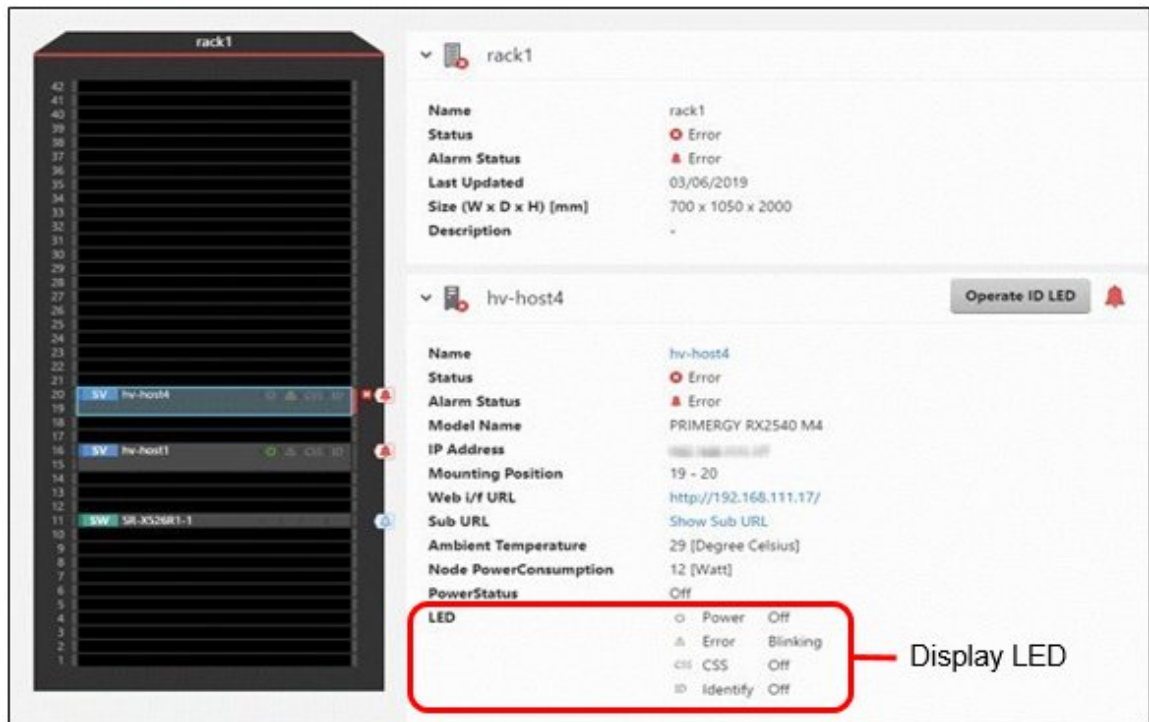 rack1
42
41
40
39
38
37
36
35
34
33
32
31
30
29
28
27
26
25
24
23
22
21
20 SV hv-host4 ID CSS ID
19
18
17
16 SV hv-host1 CSS ID
15
14
13
12
11 SW SR-X526R1-1
10
9
8
7
6
5
4
3
2
1
rack1
Name rack1
Status Error
Alarm Status Error
Last Updated 03/06/2019
Size (W x D x H) [mm] 700 x 1050 x 2000
Description -
hv-host4 Operate ID LED
Name hv-host4
Status Error
Alarm Status Error
Model Name PRIMERGY RX2540 M4
IP Address
Mounting Position 19 - 20
Web i/f URL http://192.168.111.17/
Sub URL Show Sub URL
Ambient Temperature 29 [Degree Celsius]
Node PowerConsumption 12 [Watt]
PowerStatus Off
LED Power Off
Error Blinking
CSS CSS Off
ID Identify Off
Display LED